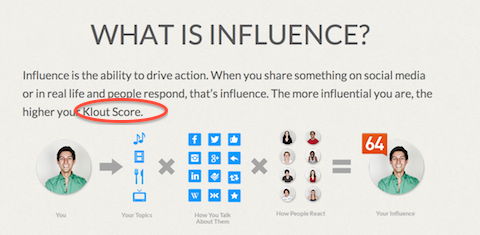 WHAT IS INFLUENCE?
Influence is the ability to drive action. When you share something on social media
or in real life and people respond, that's influence. The more influential you are, the
higher your Klout Score.
64
You
Your Topics
How You Talk
About Them
How People React
Your Influence